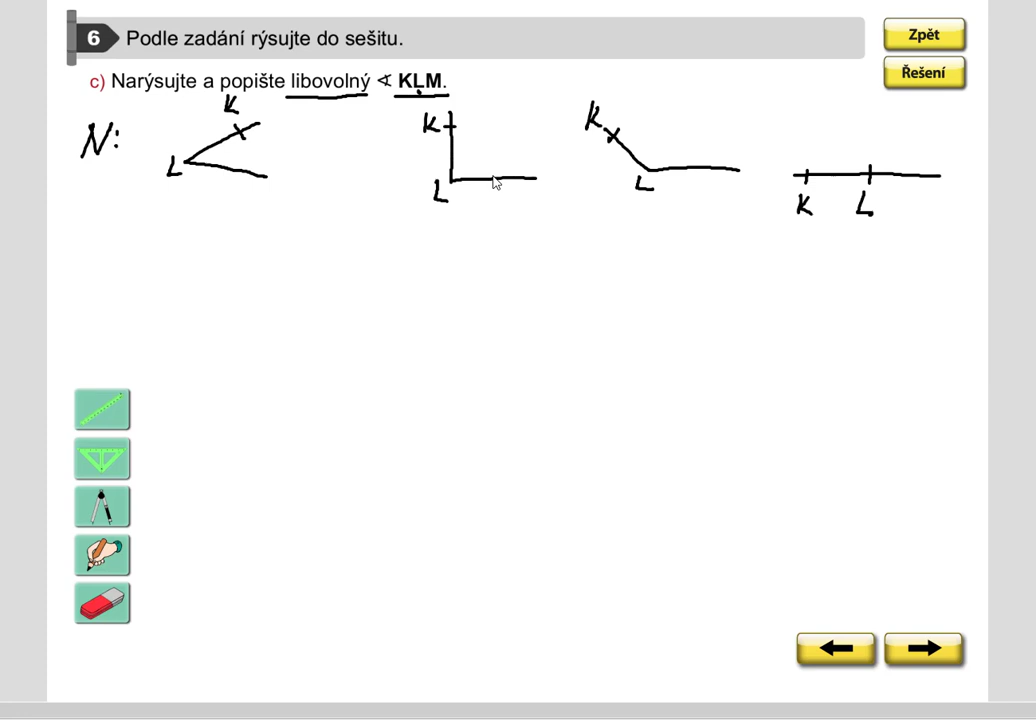 6 Podle zadání rýsujte do sešitu.
Zpět
Řešení
c) Narýsujte a popište libovolný ∢ KLM.
N:
K
L
K
L
K
L
K L